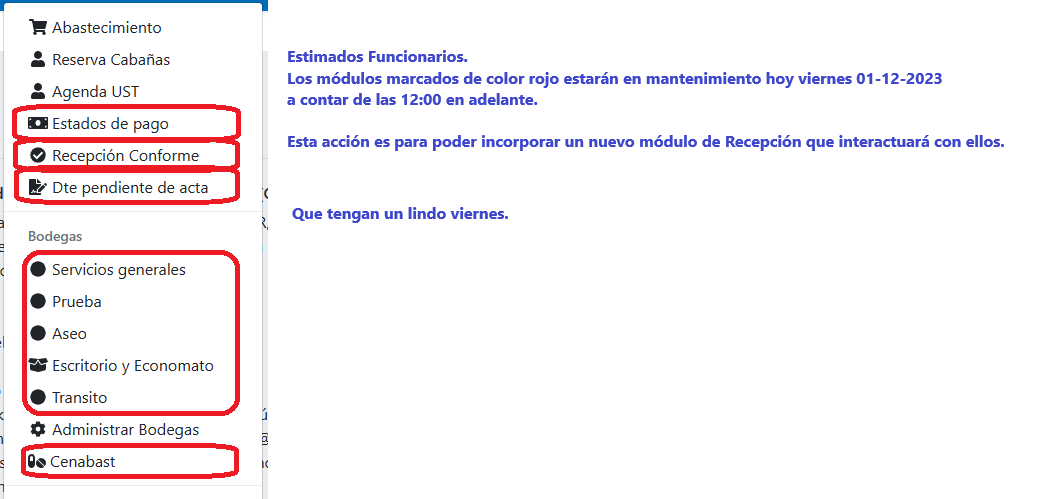 Abastecimiento
Reserva Cabañas
Agenda UST
Estados de pago
Recepción Conforme
Dte pendiente de acta
Bodegas
Servicios generales
Prueba
Aseo
Escritorio y Economato
Transito
Administrar Bodegas
Cenabast
Estimados Funcionarios.
Los módulos marcados de color rojo estarán en mantenimiento hoy viernes 01-12-2023
a contar de las 12:00 en adelante.
Esta acción es para poder incorporar un nuevo módulo de Recepción que interactuará con ellos.
Que tengan un lindo viernes.